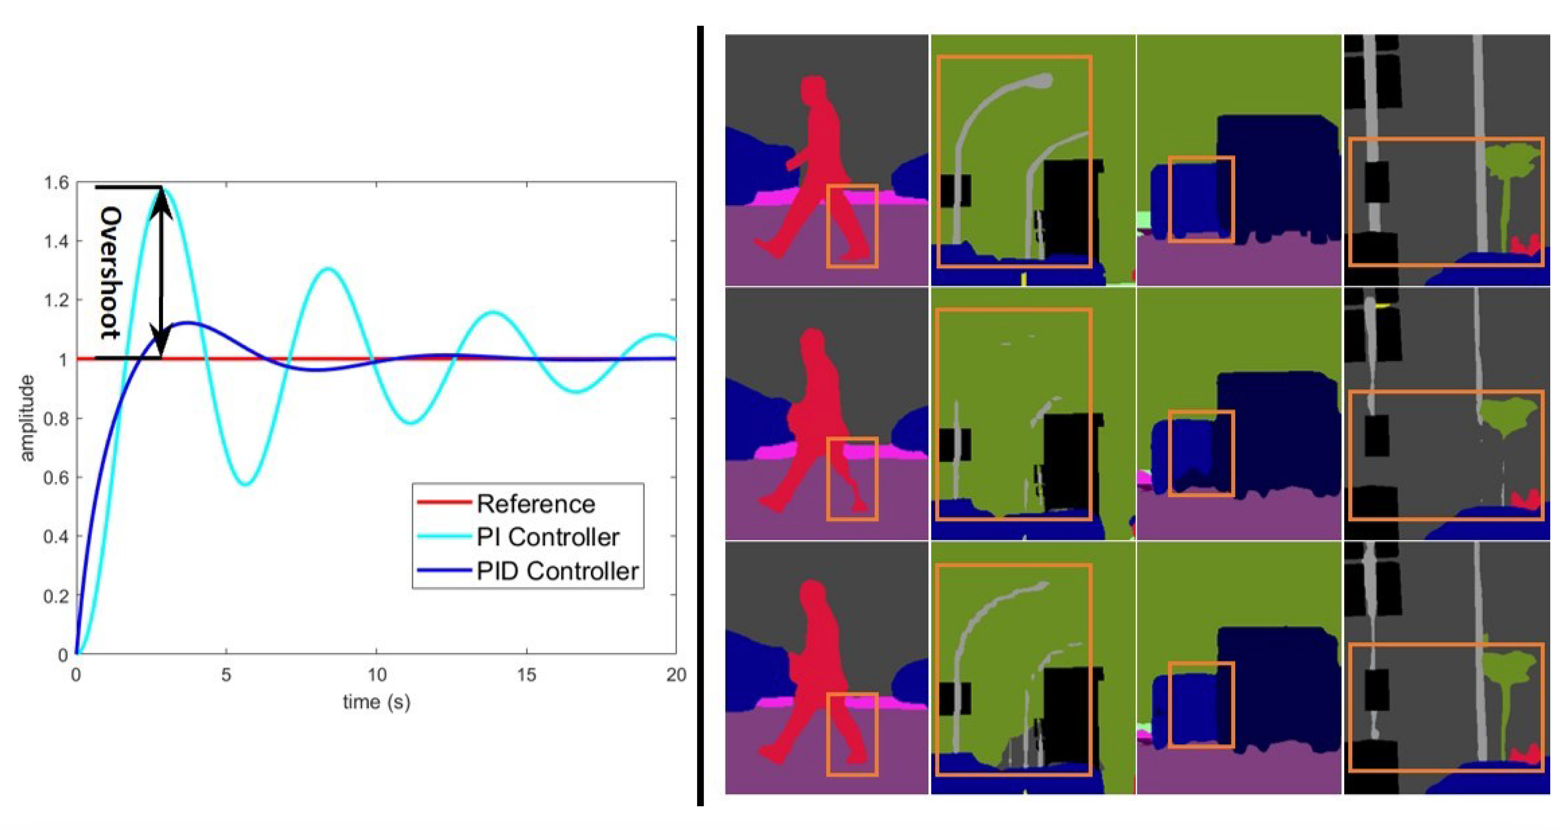 1.6
1.4
1.2
1
0.8
0.6
0.4
0.2
0
0 5 10 15 20
amplitude
time (s)
Overshoot
Reference
PI Controller
PID Controller